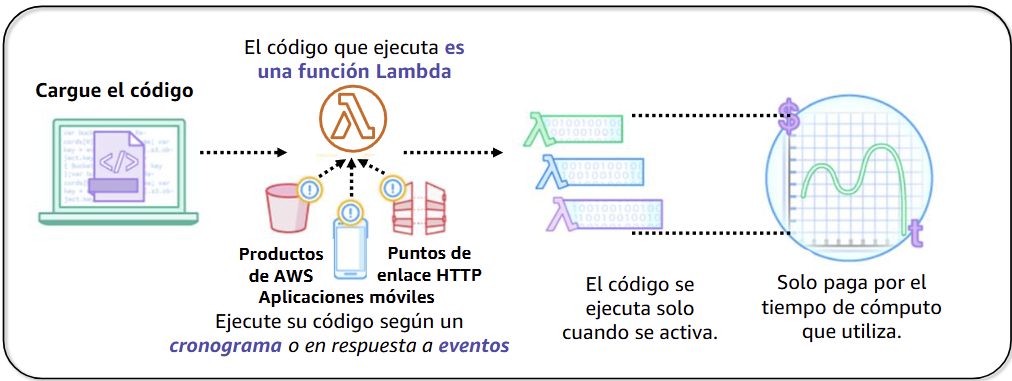 Cargue el código
El código que ejecuta es
una función Lambda
Productos
de AWS
Puntos de
enlace HTTP
Aplicaciones móviles
Ejecute su código según un
cronograma o en respuesta a eventos
El código se
ejecuta solo
cuando se activa.
$
t
Solo paga por el
tiempo de cómputo
que utiliza.